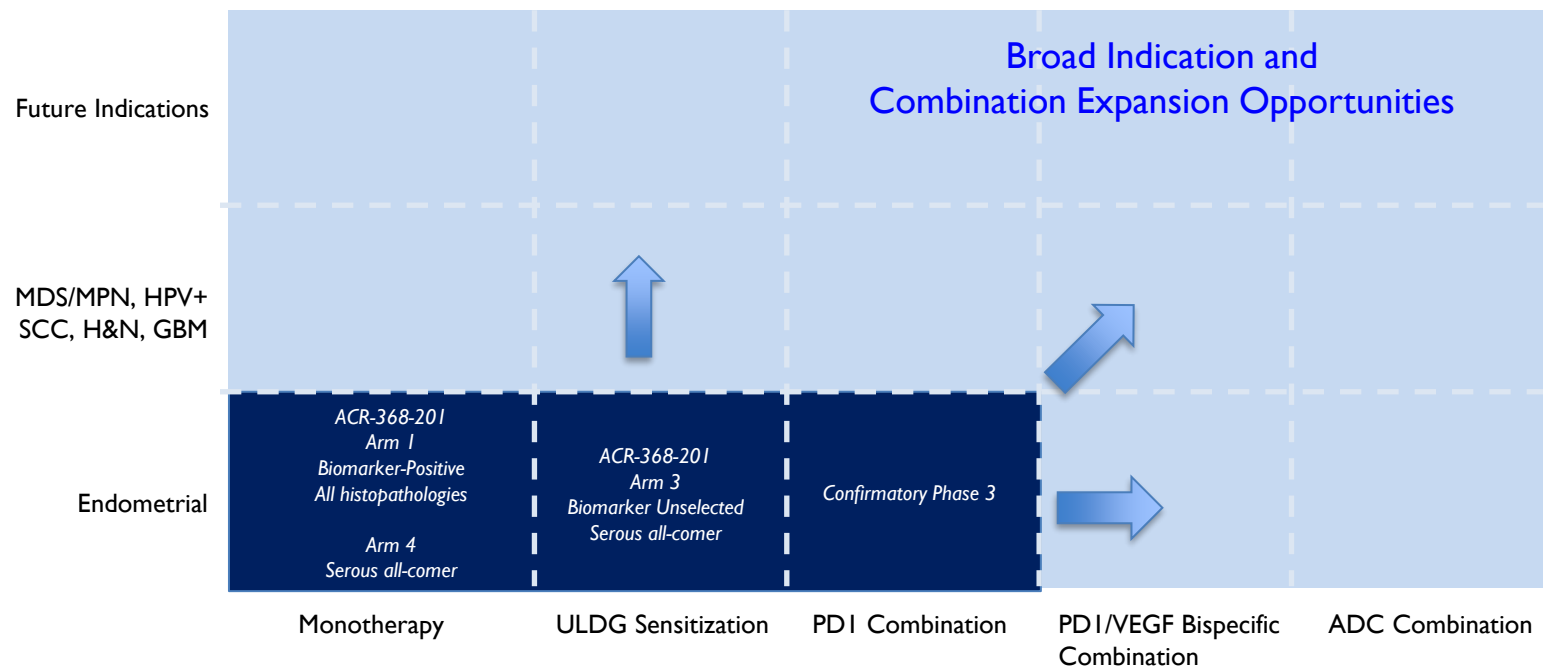 Broad Indication and
Combination Expansion Opportunities
Future Indications
MDS/MPN, HPV+
SCC, H&N, GBM
Endometrial
ACR-368-201
Arm 1
Biomarker-Positive
All histopathologies
Arm 4
Serous all-comer
ACR-368-201
Arm 3
Biomarker Unselected
Serous all-comer
Confirmatory Phase 3
Monotherapy
ULDG Sensitization
PD1 Combination
PD1/VEGF Bispecific
Combination
ADC Combination